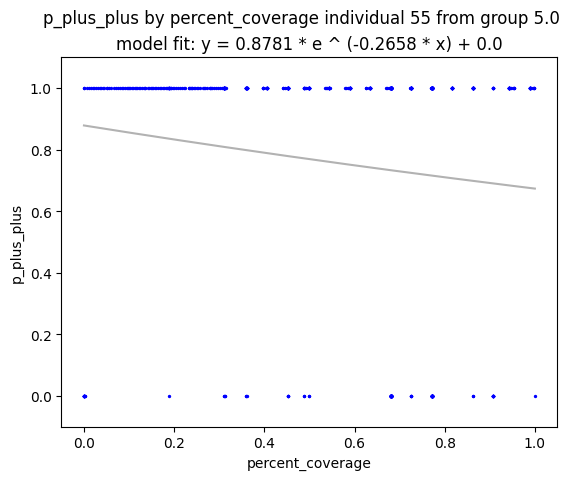 p_plus_plus by percent_coverage individual 55 from group 5.0
model fit: y = 0.8781 * e ^ (-0.2658 * x) + 0.0
1.0
0.8
0.6
0.4
0.2
0.0
p_plus_plus
0.0 0.2 0.4 0.6 0.8 1.0
percent_coverage